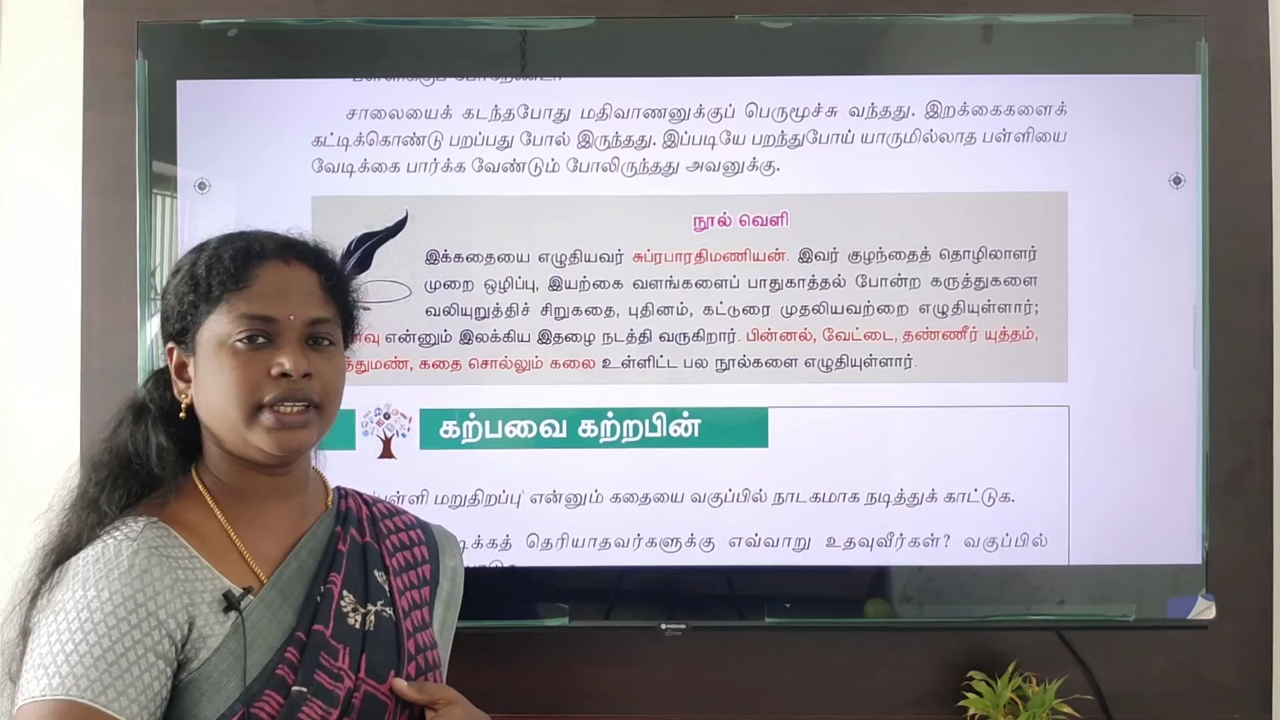 சாலையைக் கடந்தபோது மதிவாணனுக்குப் பெருமூச்சு வந்தது. இறக்கைகளைக்
கட்டிக்கொண்டு பறப்பது போல் இருந்தது. இப்படியே பறந்துபோய் யாருமில்லாத பள்ளியை
வேடிக்கை பார்க்க வேண்டும் போலிருந்தது அவனுக்கு.
நூல் வெளி
இக்கதையை எழுதியவர் சுப்ரபாரதிமணியன். இவர் குழந்தைத் தொழிலாளர்
முறை ஒழிப்பு, இயற்கை வளங்களைப் பாதுகாத்தல் போன்ற கருத்துகளை
வலியுறுத்திச் சிறுகதை, புதினம், கட்டுரை முதலியவற்றை எழுதியுள்ளார்;
என்னும் இலக்கிய இதழை நடத்தி வருகிறார். பின்னல், வேட்டை, தண்ணீர் யுத்தம்,
கதை சொல்லும் கலை உள்ளிட்ட பல நூல்களை எழுதியுள்ளார்.
கற்பவை கற்றபின்
மறுதிறப்பு' என்னும் கதையை வகுப்பில் நாடகமாக நடித்துக் காட்டுக.
தெரியாதவர்களுக்கு எவ்வாறு உதவுவீர்கள்? வகுப்பில்
motorola